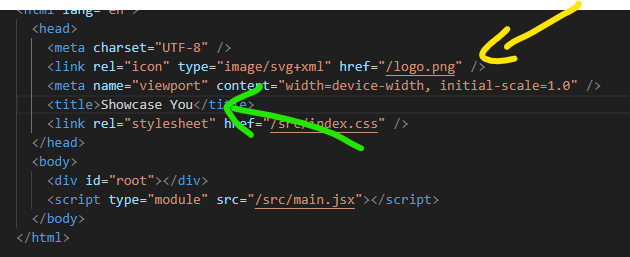 <html lang="en">
<head>
<meta charset="UTF-8" />
<link rel="icon" type="image/svg+xml" href="/logo.png" />
<meta name="viewport" content="width=device-width, initial-scale=1.0" />
<title>Showcase You</title>
<link rel="stylesheet" href="/src/index.css" />
</head>
<body>
<div id="root"></div>
<script type="module" src="/src/main.jsx"></script>
</body>
</html>